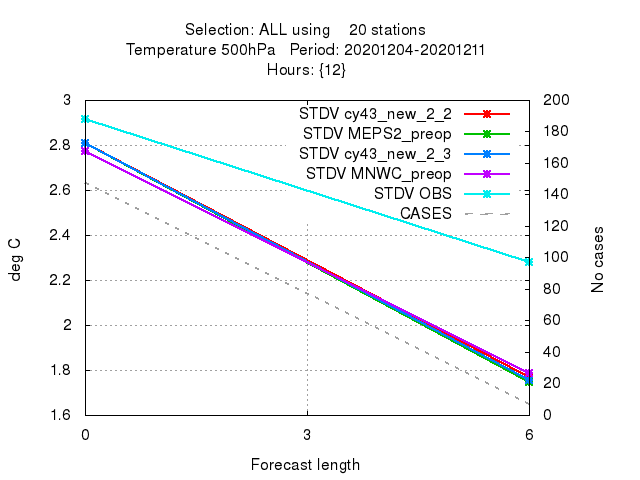 Selection: ALL using    20 stations
Temperature 500hPa   Period: 20201204-20201211
Hours: {12}
STDV cy43_new_2_2
STDV MEPS2_preop
STDV cy43_new_2_3
STDV MNWC_preop
STDV OBS
CASES
3
2.8
2.6
2.4
2.2
2
1.8
1.6
200
180
160
140
120
100
80
60
40
20
0
deg C
No cases
0 3 6
Forecast length